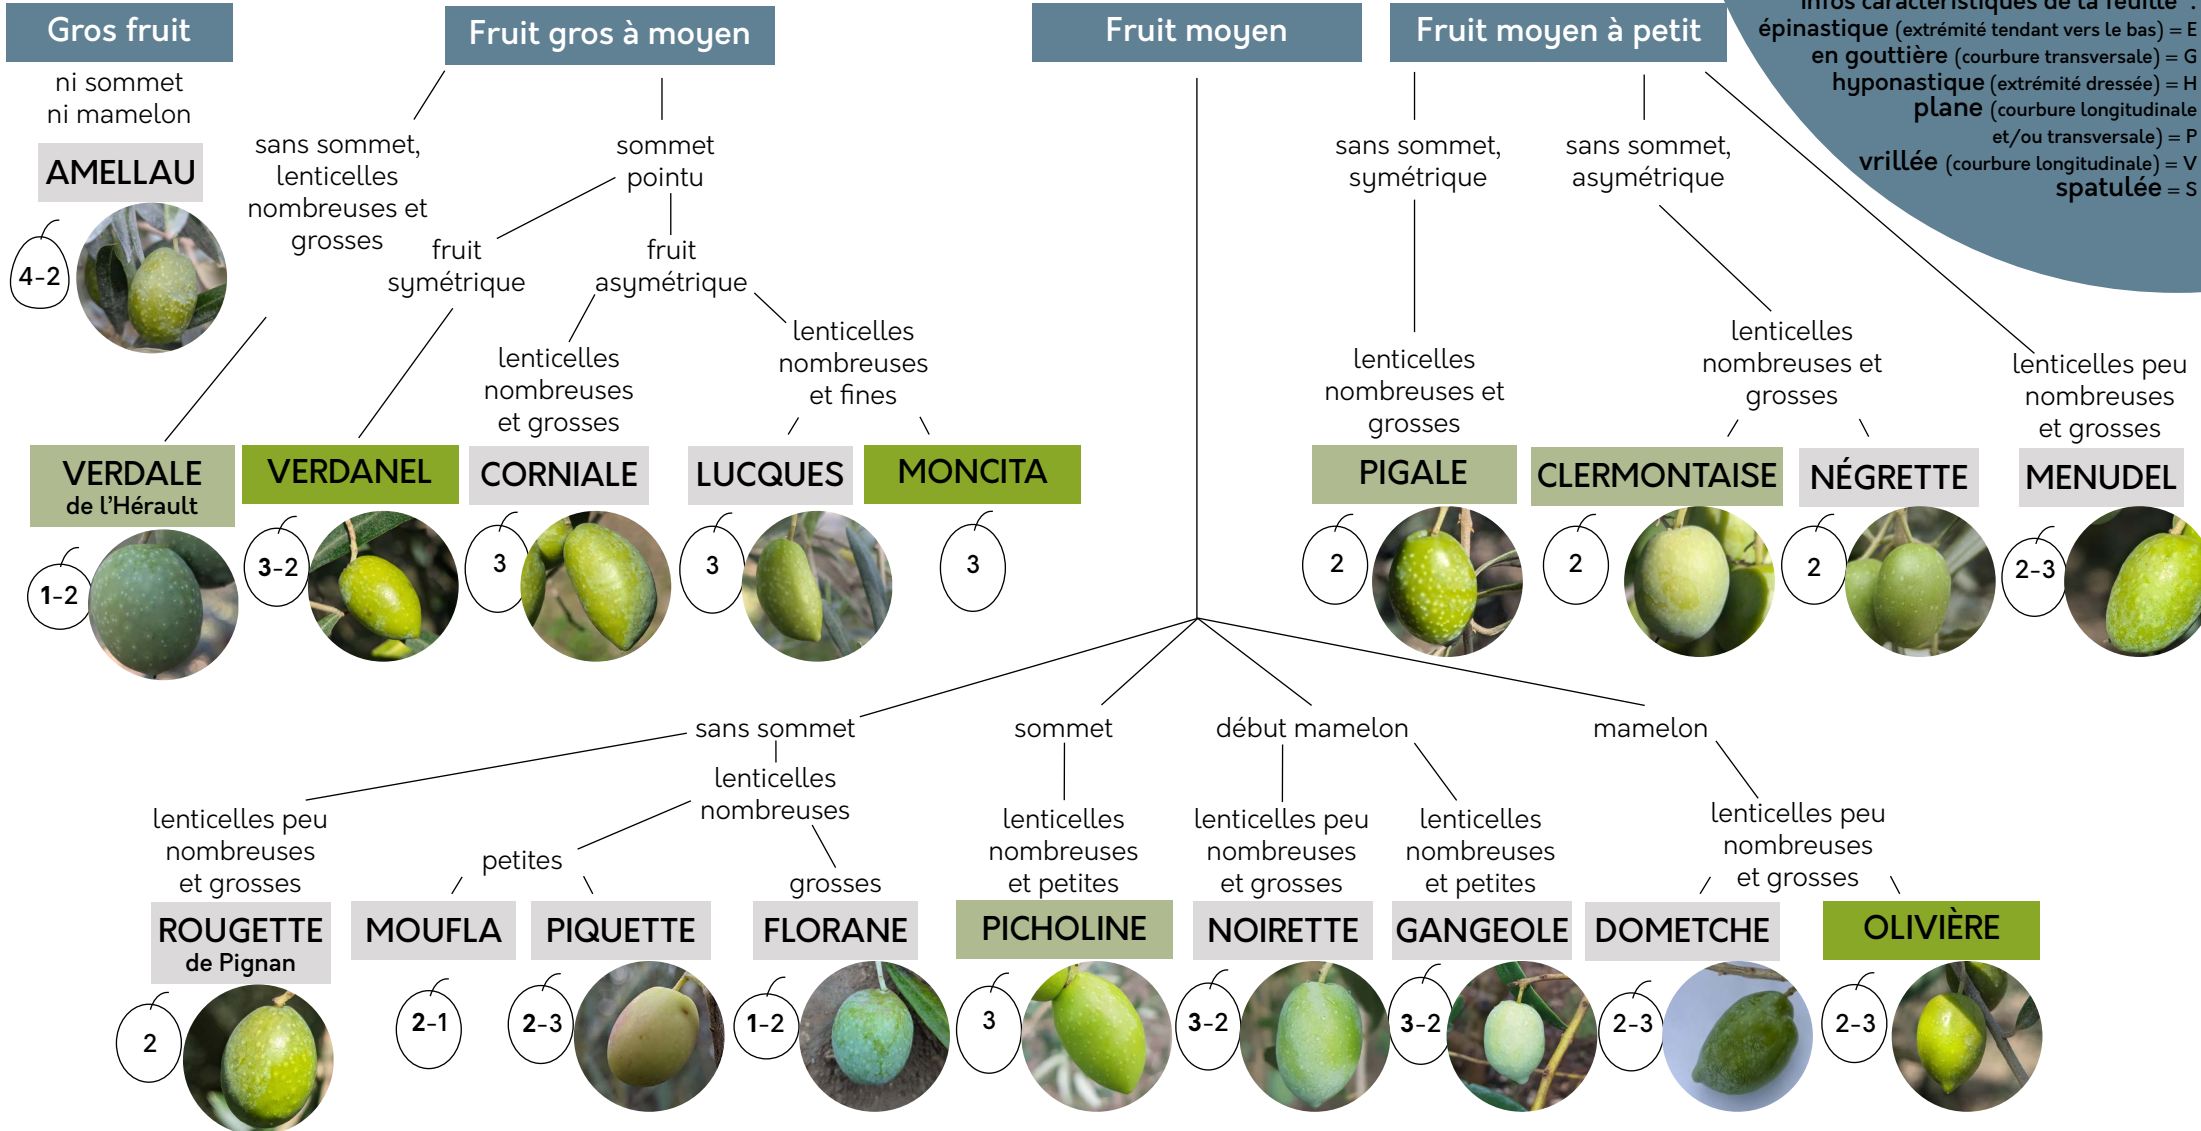 Gros fruit
ni sommet
ni mamelon
AMELLAU
4-2
Fruit gros à moyen
sans sommet,
lenticelles
nombreuses et
grosses
sommet
pointu
fruit
symétrique
fruit
asymétrique
lenticelles
nombreuses
et grosses
lenticelles
nombreuses
et fines
VERDALE
de l'Hérault
1-2
VERDANEL
3-2
CORNIALE
3
LUCQUES
3
MONCITA
3
Fruit moyen
Fruit moyen à petit
sans sommet,
symétrique
sans sommet,
asymétrique
lenticelles
nombreuses et
grosses
lenticelles
nombreuses et
grosses
lenticelles peu
nombreuses
et grosses
PIGALE
2
CLERMONTAISE
2
NÉGRETTE
2
MENUDEL
2-3
infos caractéristiques de la feuille :
épinastique (extrémité tendant vers le bas) = E
en gouttière (courbure transversale) = G
hyponastique (extrémité dressée) = H
plane (courbure longitudinale
et/ou transversale) = P
vrillée (courbure longitudinale) = V
spatulée = S
sans sommet
sommet
début mamelon
mamelon
lenticelles peu
nombreuses
et grosses
lenticelles
nombreuses
petites
grosses
lenticelles
nombreuses
et petites
lenticelles peu
nombreuses
et grosses
lenticelles
nombreuses
et petites
lenticelles peu
nombreuses
et grosses
ROUGETTE
de Pignan
2
MOUFLA
2-1
PIQUETTE
2-3
FLORANE
1-2
PICHOLINE
3
NOIRETTE
3-2
GANGEOLE
3-2
DOMETCHE
2-3
OLIVIÈRE
2-3